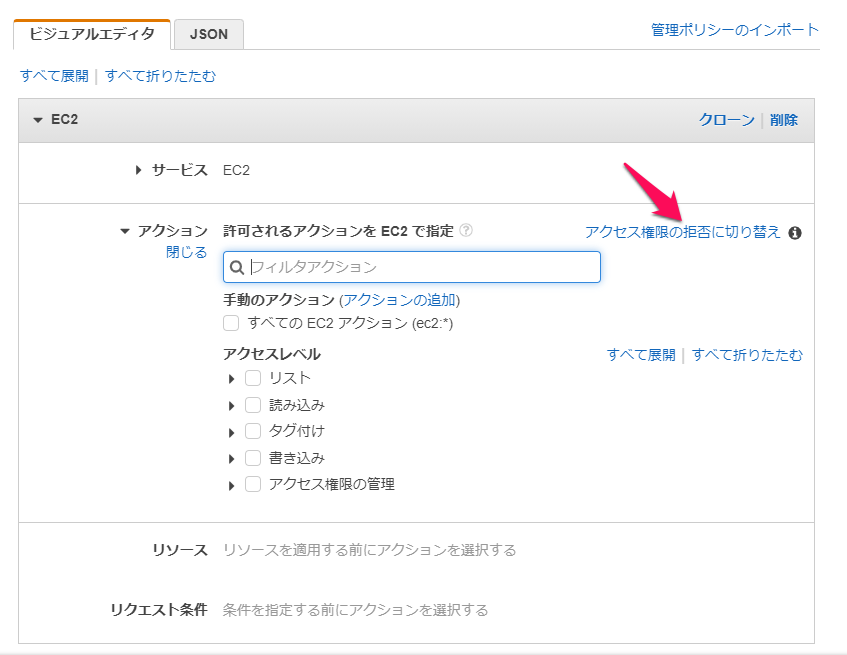 ビジュアルエディタ JSON 管理ポリシーのインポート
すべて展開 | すべて折りたたむ
EC2 クローン | 削除
サービス EC2
アクション 許可されるアクションを EC2 で指定 ? アクセス権限の拒否に切り替え
閉じる
フィルタアクション
手動のアクション (アクションの追加)
すべての EC2 アクション (ec2:*)
アクセスレベル すべて展開 | すべて折りたたむ
リスト
読み込み
タグ付け
書き込み
アクセス権限の管理
リソース リソースを適用する前にアクションを選択する
リクエスト条件 条件を指定する前にアクションを選択する